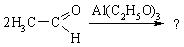 2H₃C—C
O
H
Al(C₂H₅O)₃
?